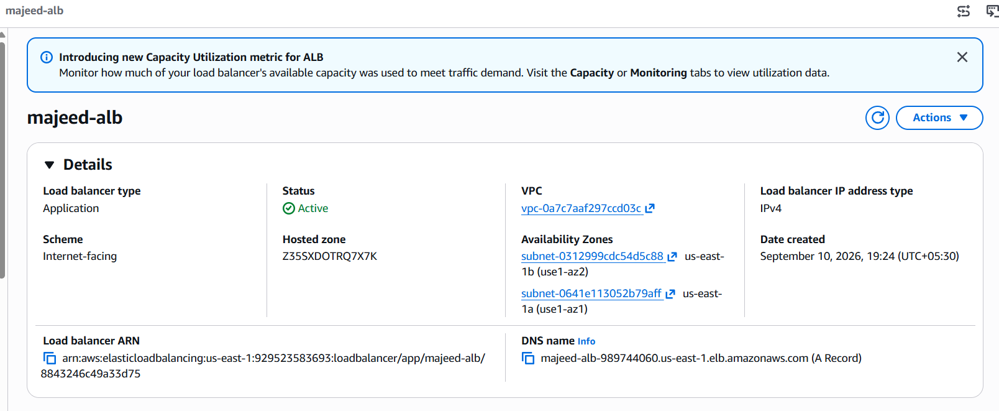 majeed-alb
Introducing new Capacity Utilization metric for ALB
Monitor how much of your load balancer's available capacity was used to meet traffic demand. Visit the Capacity or Monitoring tabs to view utilization data.
majeed-alb
Actions
Details
Load balancer type
Application
Status
Active
VPC
vpc-0a7c7aaf297ccd03c
Load balancer IP address type
IPv4
Scheme
Internet-facing
Hosted zone
Z35SXDOTRQ7X7K
Availability Zones
subnet-0312999cdc54d5c88 us-east-
1b (use1-az2)
subnet-0641e113052b79aff us-east-
1a (use1-az1)
Date created
September 10, 2026, 19:24 (UTC+05:30)
Load balancer ARN
arn:aws:elasticloadbalancing:us-east-1:929523583693:loadbalancer/app/majeed-alb/
8843246c49a33d75
DNS name Info
majeed-alb-989744060.us-east-1.elb.amazonaws.com (A Record)